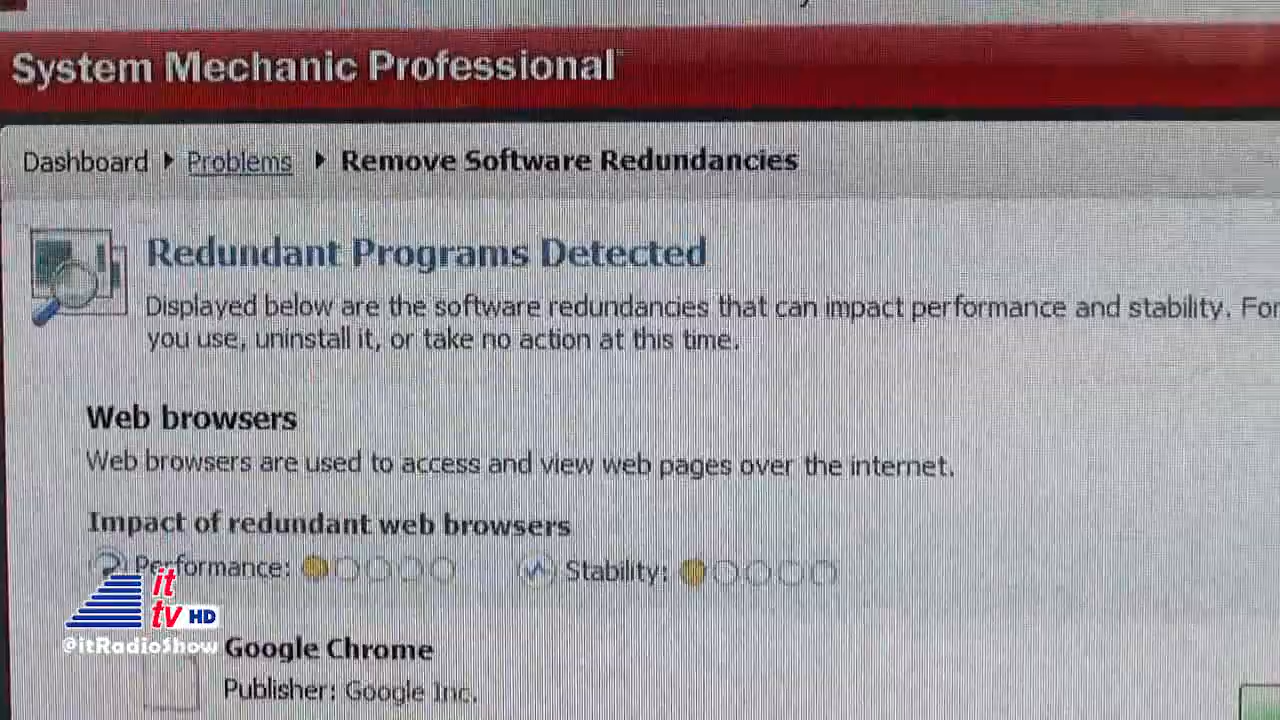 System Mechanic Professional™
Dashboard Problems Remove Software Redundancies
Redundant Programs Detected
Displayed below are the software redundancies that can impact performance and stability. For
you use, uninstall it, or take no action at this time.
Web browsers
Web browsers are used to access and view web pages over the internet.
Impact of redundant web browsers
Performance: Stability:
it
tv HD
@itRadioShow
Google Chrome
Publisher: Google Inc.